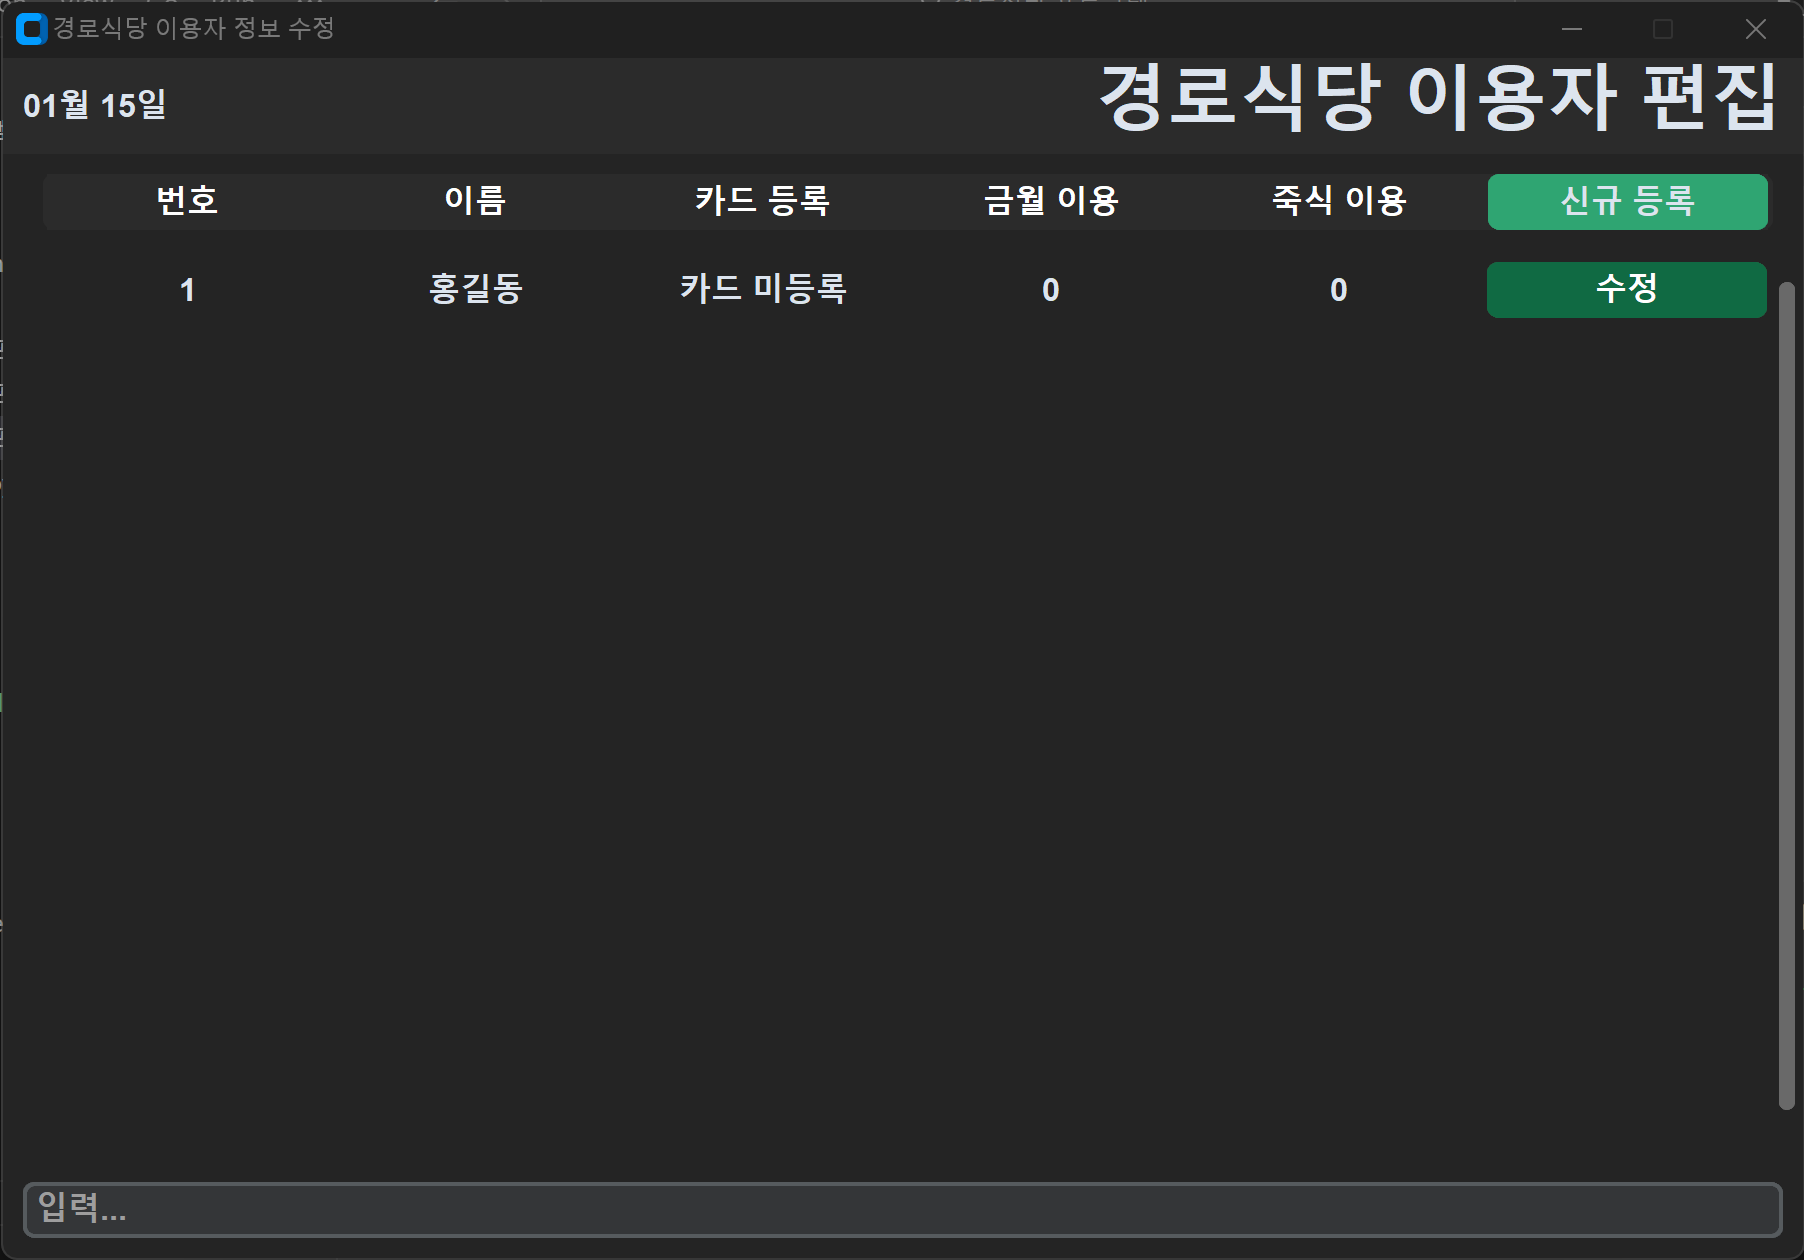 경로식당 이용자 정보 수정
01월 15일
경로식당 이용자 편집
번호 이름 카드 등록 금월 이용 죽식 이용 신규 등록
1 홍길동 카드 미등록 0 0 수정
입력...